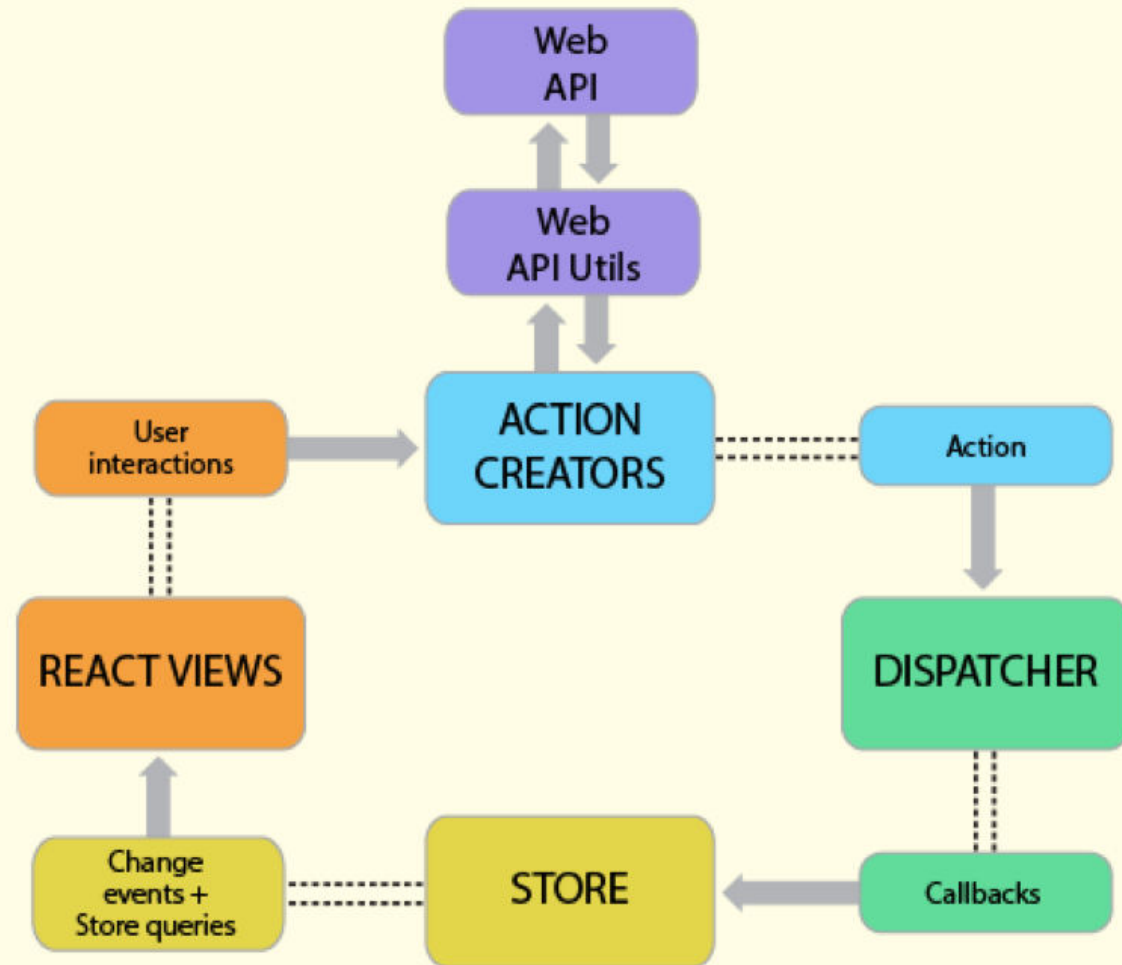 Web
API
Web
API Utils
ACTION
CREATORS
User
interactions
Action
REACT VIEWS
DISPATCHER
Change
events +
Store queries
STORE
Callbacks